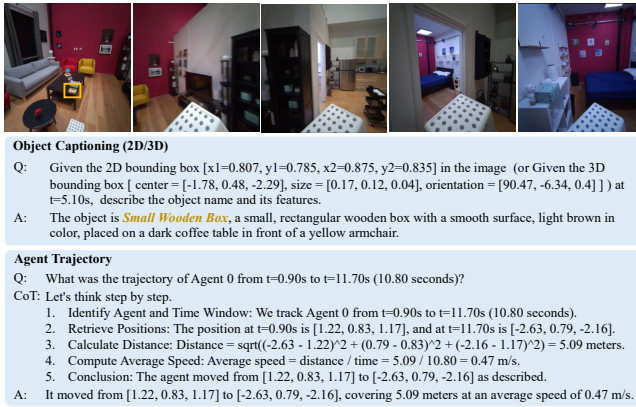 Object Captioning (2D/3D)
Q: Given the 2D bounding box [x1=0.807, y1=0.785, x2=0.875, y2=0.835] in the image (or Given the 3D
bounding box [ center = [-1.78, 0.48, -2.29], size = [0.17, 0.12, 0.04], orientation = [90.47, -6.34, 0.4] ] ) at
t=5.10s, describe the object name and its features.
A: The object is Small Wooden Box, a small, rectangular wooden box with a smooth surface, light brown in
color, placed on a dark coffee table in front of a yellow armchair.
Agent Trajectory
Q: What was the trajectory of Agent 0 from t=0.90s to t=11.70s (10.80 seconds)?
CoT: Let's think step by step.
1. Identify Agent and Time Window: We track Agent 0 from t=0.90s to t=11.70s (10.80s).
2. Retrieve Positions: The position at t=0.90s is [1.22, 0.83, 1.17], and at t=11.70s is [-2.63, 0.79, -2.16].
3. Calculate Distance: Distance = sqrt((-2.63 - 1.22)^2 + (0.79 - 0.83)^2 + (-2.16 - 1.17)^2) = 5.09 meters.
4. Compute Average Speed: Average speed = distance / time = 5.09 / 10.80 = 0.47 m/s.
5. Conclusion: The agent moved from [1.22, 0.83, 1.17] to [-2.63, 0.79, -2.16] as described.
A: It moved from [1.22, 0.83, 1.17] to [-2.63, 0.79, -2.16], covering 5.09 meters at an average speed of 0.47 m/s.